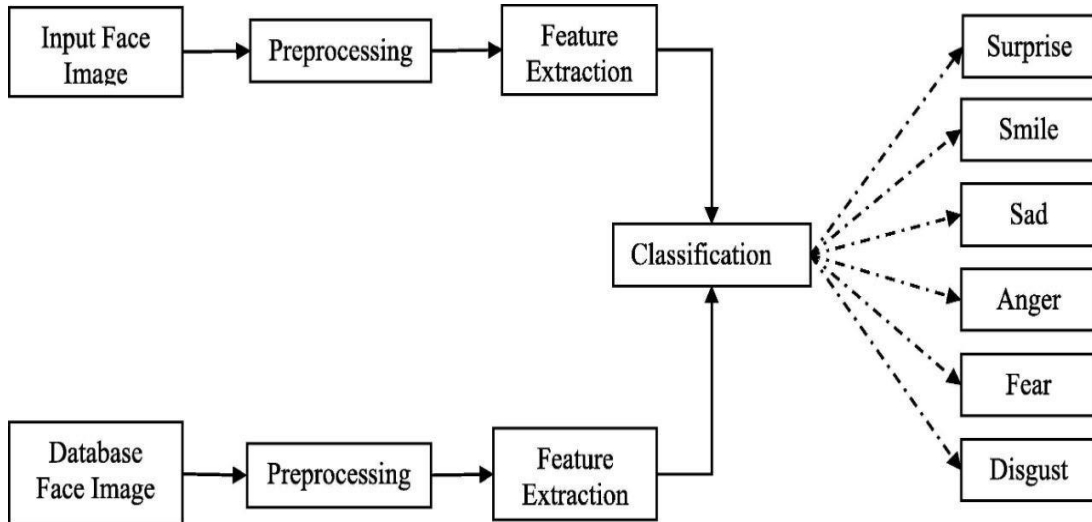 Input Face
Image
Preprocessing
Feature
Extraction
Surprise
Smile
Sad
Classification
Anger
Fear
Database
Face Image
Preprocessing
Feature
Extraction
Disgust